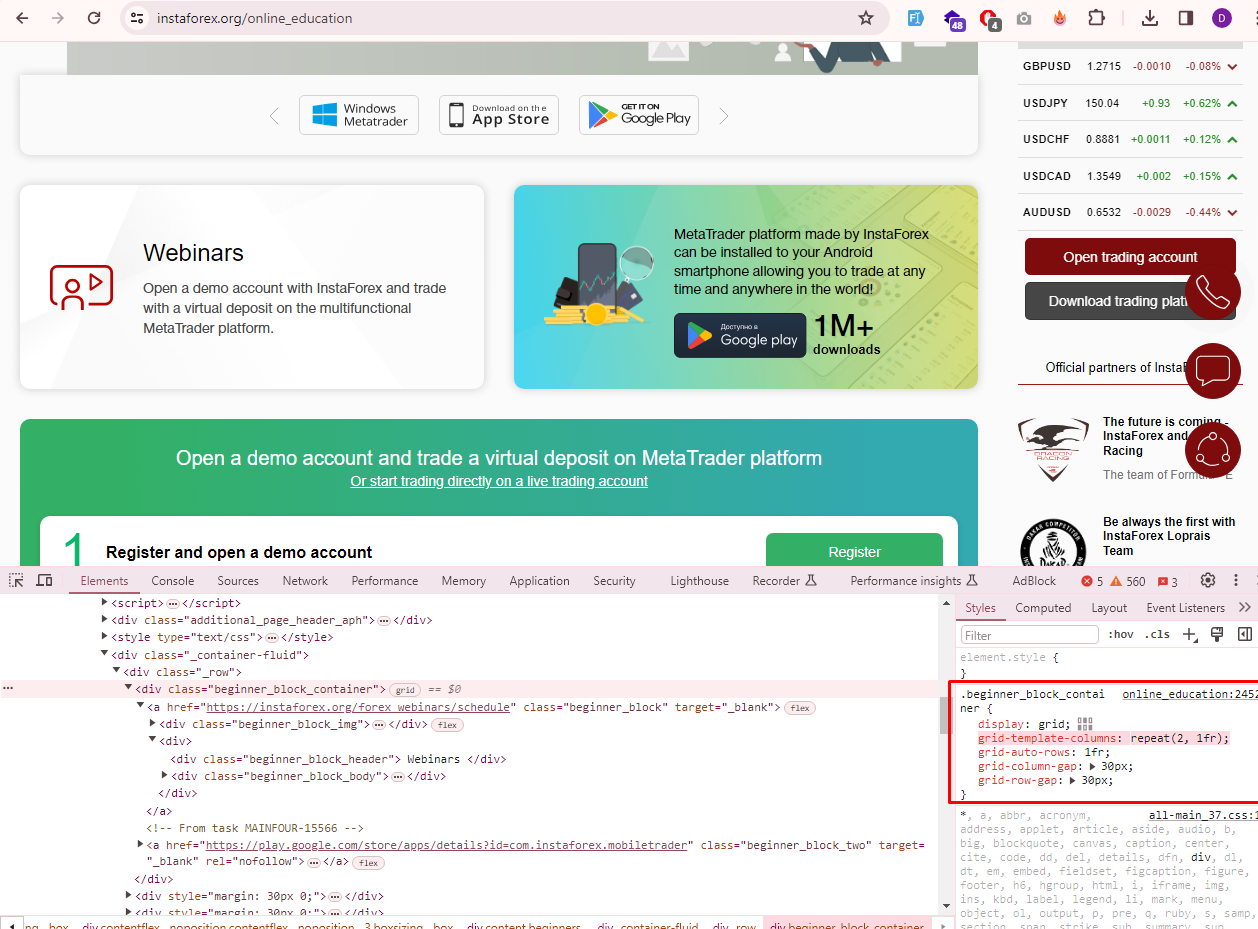 instaforex.org/online_education
48
4
D
Windows
Metatrader
Download on the
App Store
GET IT ON
Google Play
Webinars
Open a demo account with InstaForex and trade
with a virtual deposit on the multifunctional
MetaTrader platform.
MetaTrader platform made by InstaForex
can be installed to your Android
smartphone allowing you to trade at any
time and anywhere in the world!
Доступно в
Google play
1M+
downloads
Open a demo account and trade a virtual deposit on MetaTrader platform
Or start trading directly on a live trading account
1
Register and open a demo account
Register
GBPUSD 1.2715 -0.0010 -0.08%
USDJPY 150.04 +0.93 +0.62%
USDCHF 0.8881 +0.0011 +0.12%
USDCAD 1.3549 +0.002 +0.15%
AUDUSD 0.6532 -0.0029 -0.44%
Open trading account
Download trading platf
Official partners of Insta
DRAGON
RACING
The future is coming -
InstaForex and
Racing
The team of Formu E
DAKAR COMPETITOR
Be always the first with
InstaForex Loprais
Team
Elements Console Sources Network Performance Memory Application Security Lighthouse Recorder Performance insights AdBlock 5 560 3
<script>…</script>
<div class="additional_page_header_aph">…</div>
<style type="text/css">…</style>
<div class="_container-fluid">
<div class="_row">
… <div class="beginner_block_container"> grid == $0
<a href="https://instaforex.org/forex_webinars/schedule" class="beginner_block" target="_blank"> flex
<div class="beginner_block_img">…</div> flex
<div>
<div class="beginner_block_header"> Webinars </div>
<div class="beginner_block_body">…</div>
</div>
</a>
<!-- From task MAINFOUR-15566 -->
<a href="https://play.google.com/store/apps/details?id=com.instaforex.mobiletrader" class="beginner_block_two" target=
"_blank" rel="nofollow">…</a> flex
</div>
<div style="margin: 30px 0;">…</div>
<div style="margin: 30px 0;">…</div>
ng_box div.contentflex_noposition.contentflex_noposition_3.boxsizing_box div.content.beginners div._container-fluid div._row div.beginner_block_container
Styles Computed Layout Event Listeners
Filter :hov .cls
element.style {
}
.beginner_block_contai online_education:2452
ner {
display: grid;
grid-template-columns: repeat(2, 1fr);
grid-auto-rows: 1fr;
grid-column-gap: 30px;
grid-row-gap: 30px;
}
*, a, abbr, acronym, all-main_37.css:1
address, applet, article, aside, audio, b,
big, blockquote, canvas, caption, center,
cite, code, dd, del, details, dfn, div, dl,
dt, em, embed, fieldset, figcaption, figure,
footer, h6, hgroup, html, i, iframe, img,
ins, kbd, label, legend, li, mark, menu,
object, ol, output, p, pre, q, ruby, s, samp,
section, span, strike, sub, summary, sup,